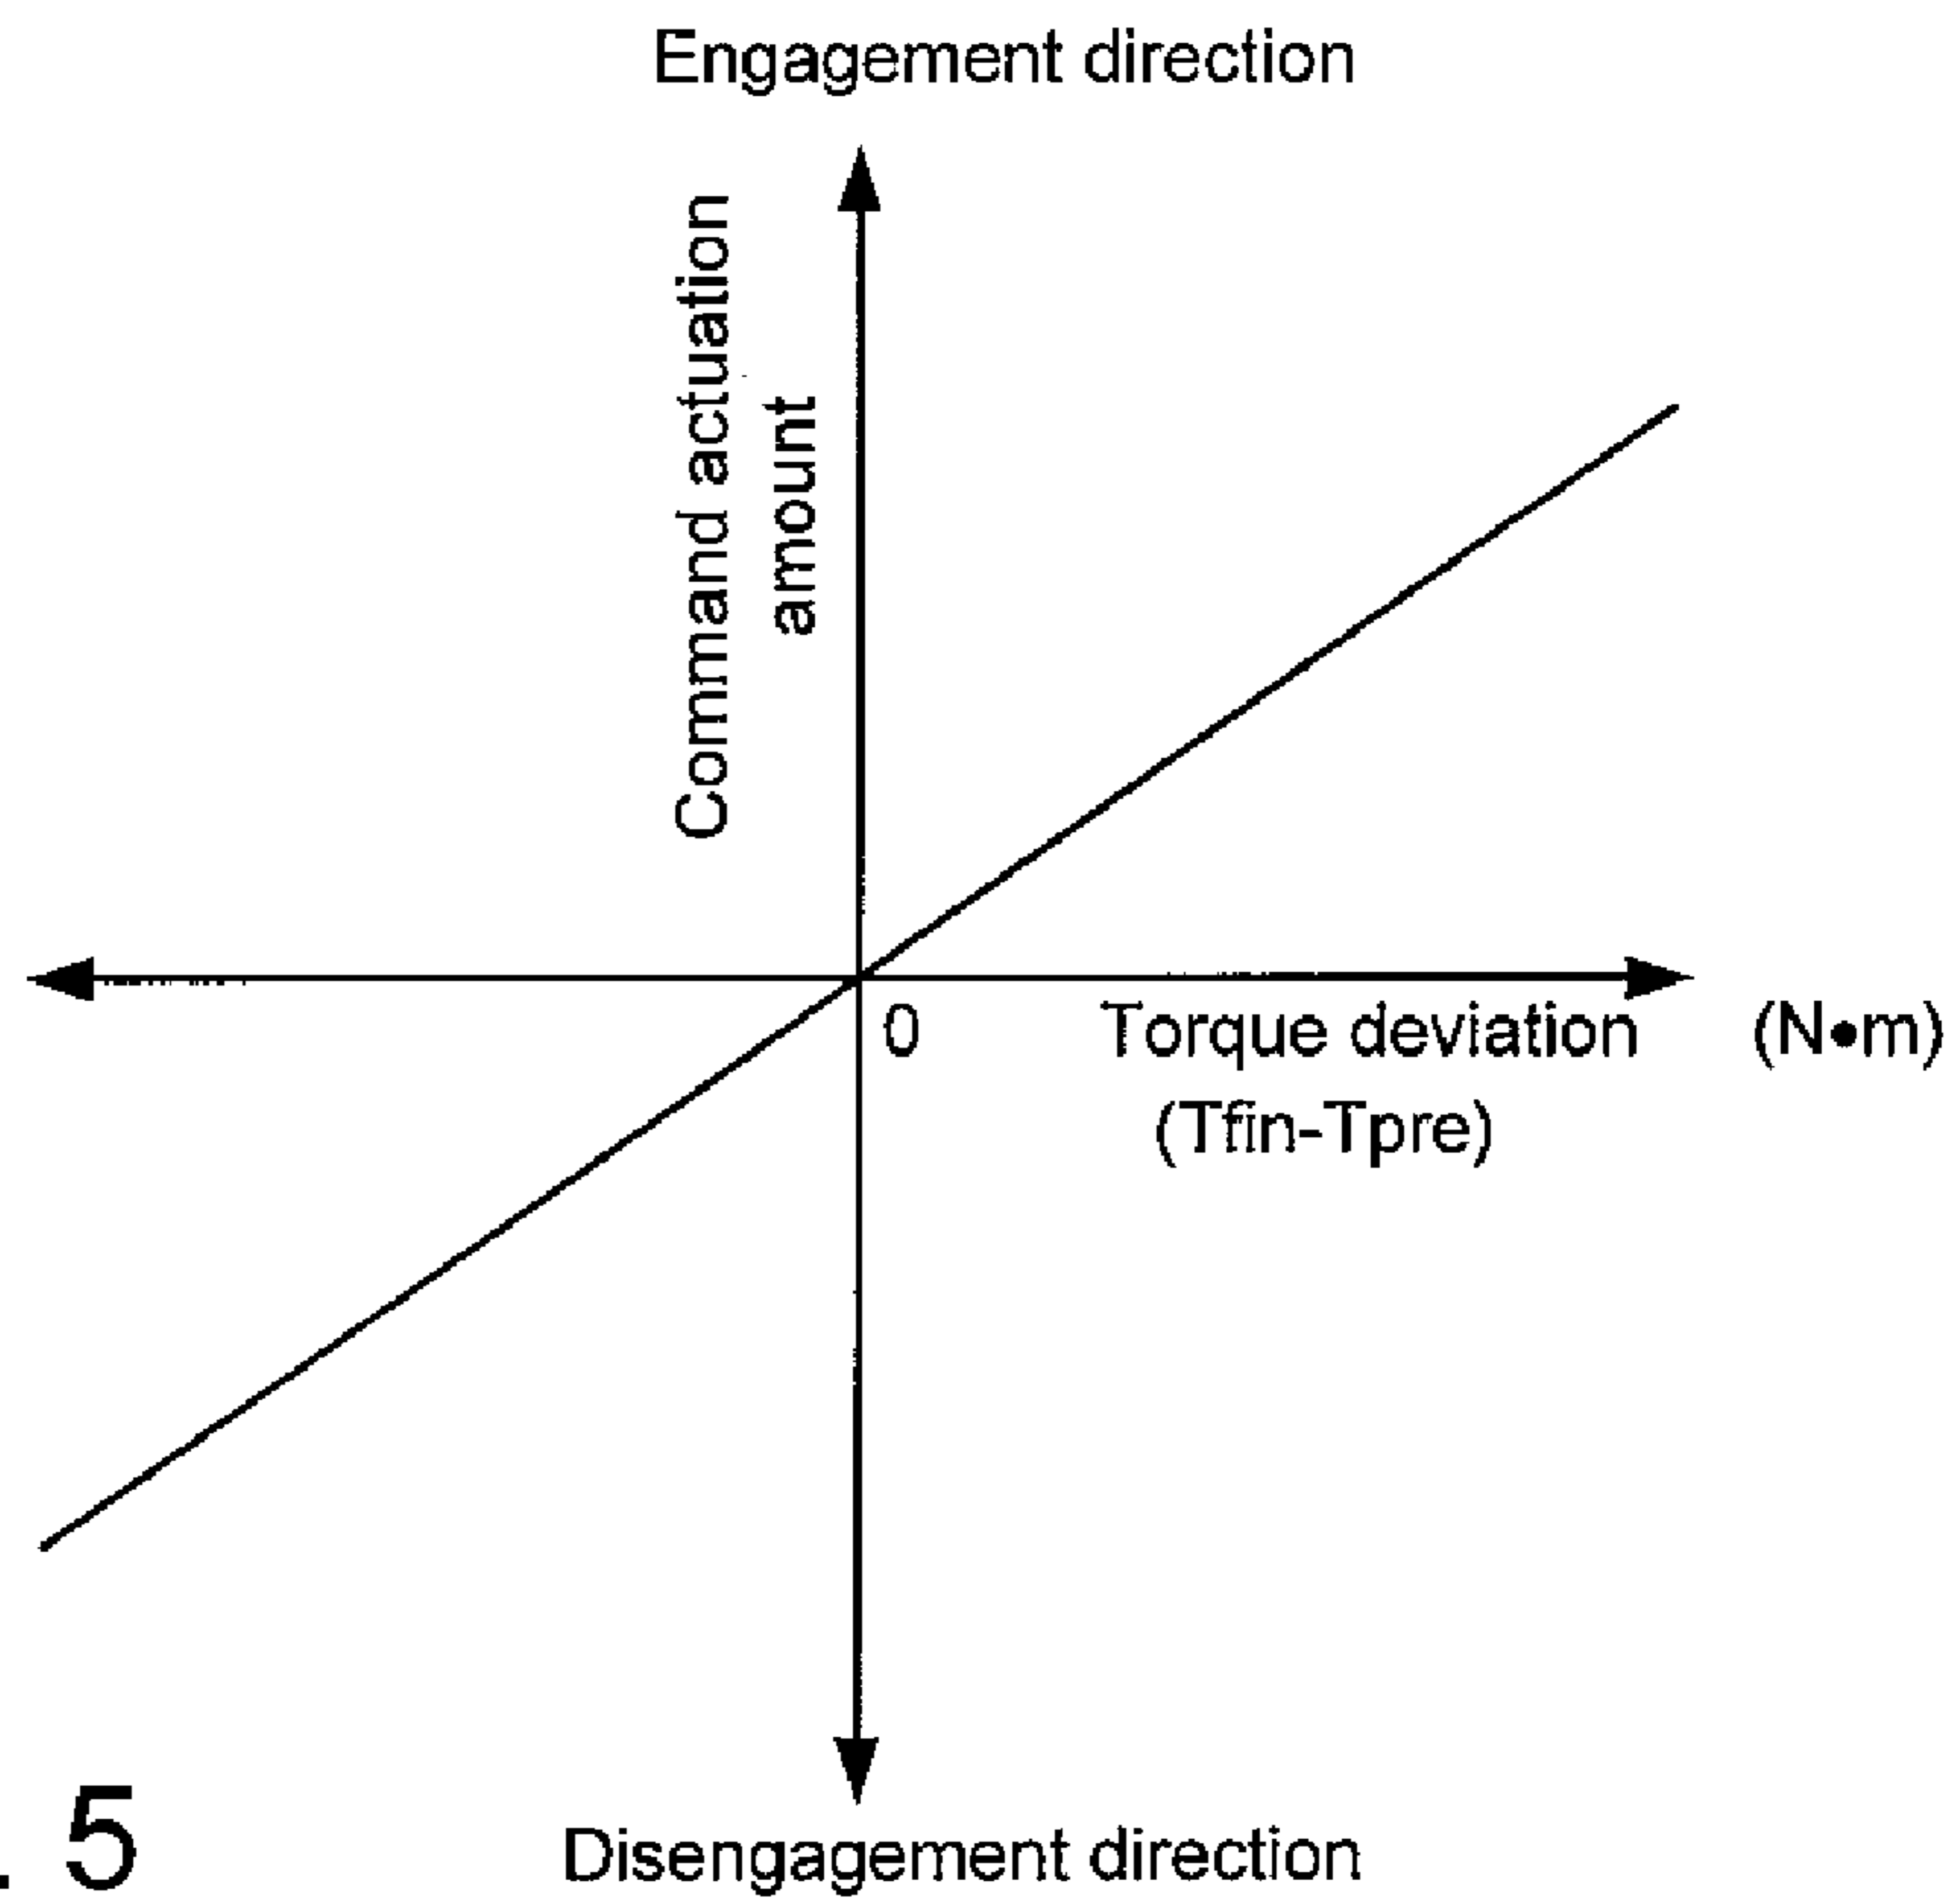 Engagement direction
Command actuation
amount
0
Torque deviation (N•m)
(Tfin-Tpre)
. 5
Disengagement direction